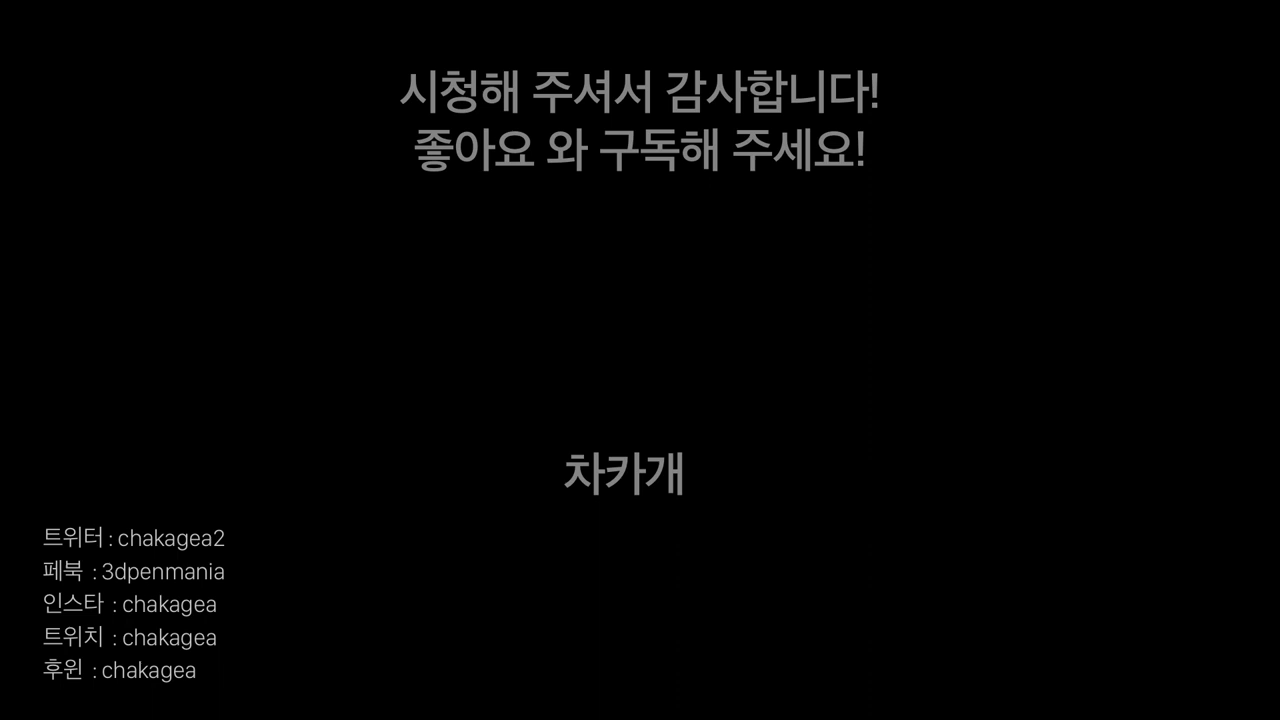 시청해 주셔서 감사합니다!
좋아요 와 구독해 주세요!
차카개
트위터 : chakagea2
페북 : 3dpenmania
인스타 : chakagea
트위치 : chakagea
후원 : chakagea